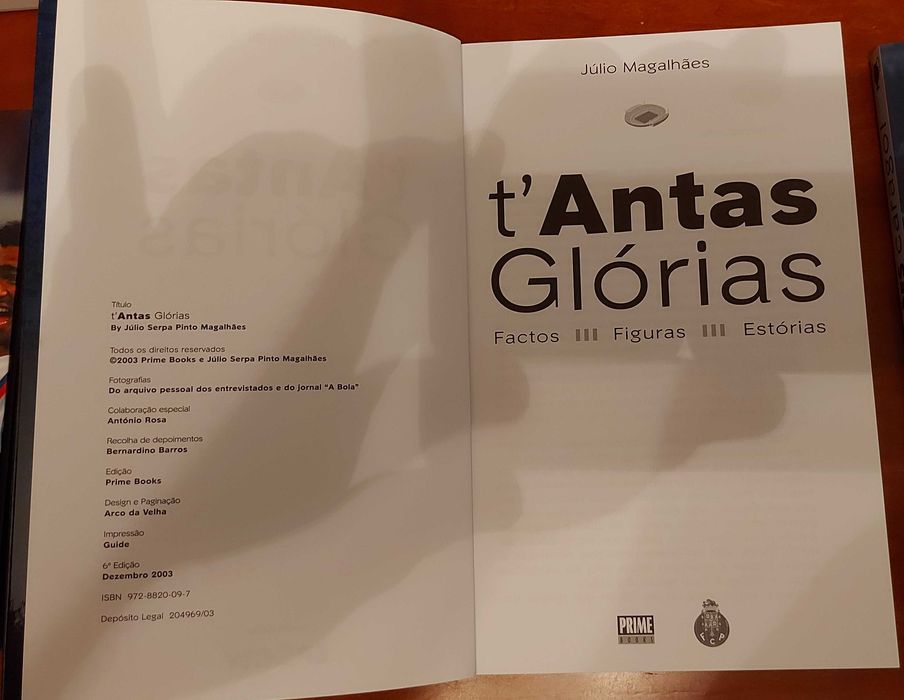 Título
t'Antas Glórias
By Júlio Serpa Pinto Magalhães
Todos os direitos reservados
©2003 Prime Books e Júlio Serpa Pinto Magalhães
Fotografias
Do arquivo pessoal dos entrevistados e do jornal "A Bola"
Colaboração especial
António Rosa
Recolha de depoimentos
Bernardino Barros
Edição
Prime Books
Design e Paginação
Arco da Velha
Impressão
Guide
6ª Edição
Dezembro 2003
ISBN 972-8820-09-7
Depósito Legal 204969/03
Júlio Magalhães
t'Antas
Glórias
Factos Figuras Estórias
PRIME
BOOKS
FCP